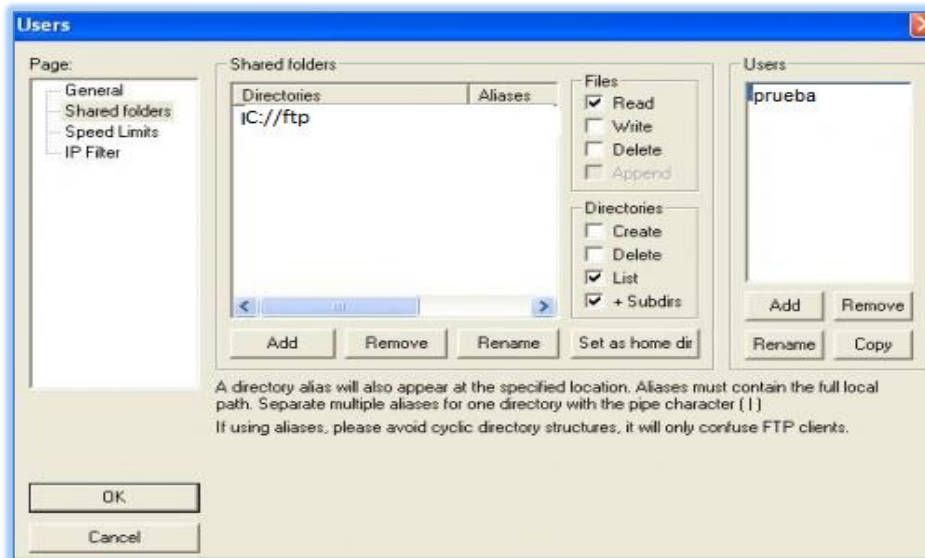 Users
Page:
General
Shared folders
Speed Limits
IP Filter
Shared folders
Directories Aliases
C://ftp
Files
Read
Write
Delete
Append
Directories
Create
Delete
List
+ Subdirs
Add Remove Rename Set as home dir
Users
prueba
Add Remove
Rename Copy
A directory alias will also appear at the specified location. Aliases must contain the full local
path. Separate multiple aliases for one directory with the pipe character ( | )
If using aliases, please avoid cyclic directory structures, it will only confuse FTP clients.
OK
Cancel